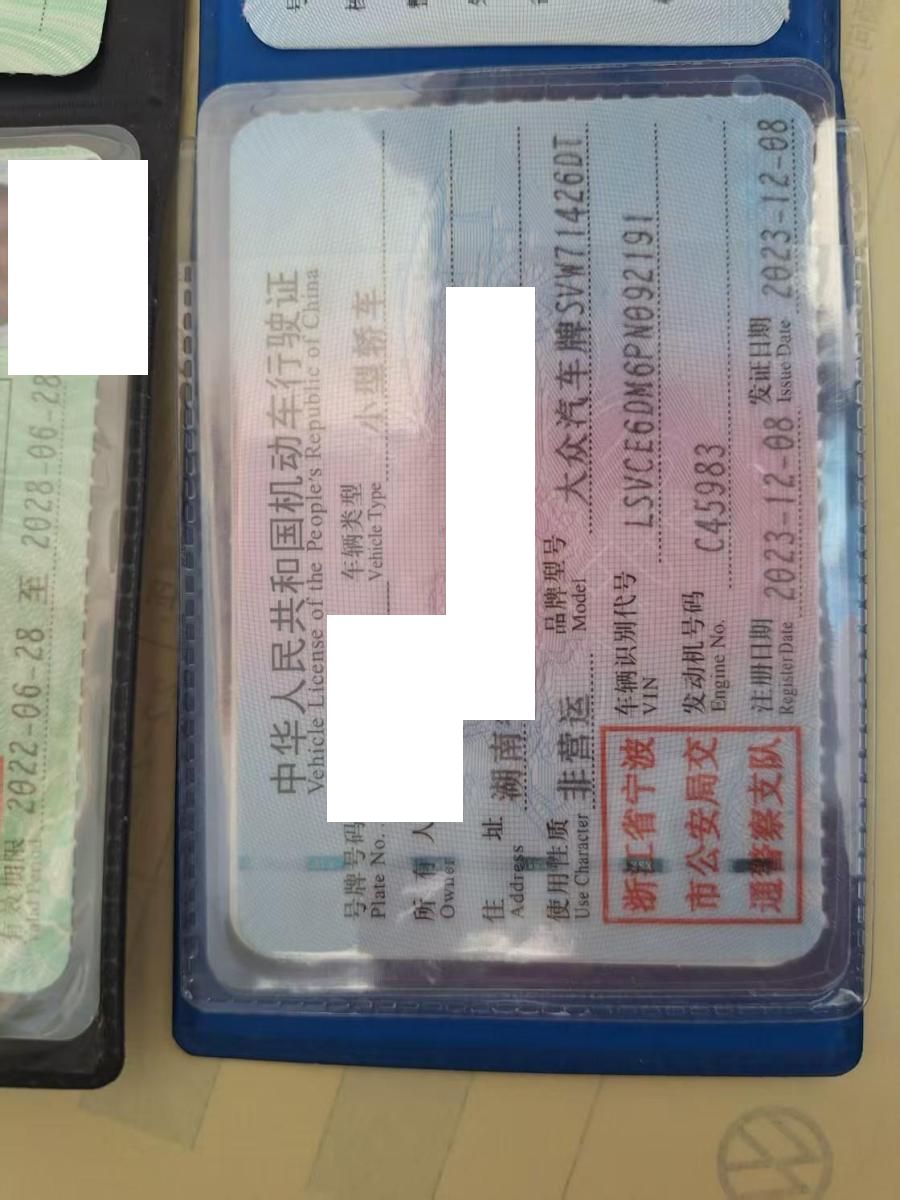 中华人民共和国机动车行驶证
Vehicle License of the People's Republic of China
号牌号码
Plate No.
车辆类型 小型轿车
Vehicle Type
所有人
Owner
住址 湖南
Address
使用性质 非营运
Use Character
品牌型号 大众汽车牌SVW71426DT
Model
车辆识别代号 LSVCE6DM6PN092191
VIN
发动机号码 C45983
Engine No.
注册日期 2023-12-08
Register Date
发证日期 2023-12-08
Issue Date
浙江省宁波
市公安局交
通警察支队
有效期限 2022-06-28 至 2028-06-28